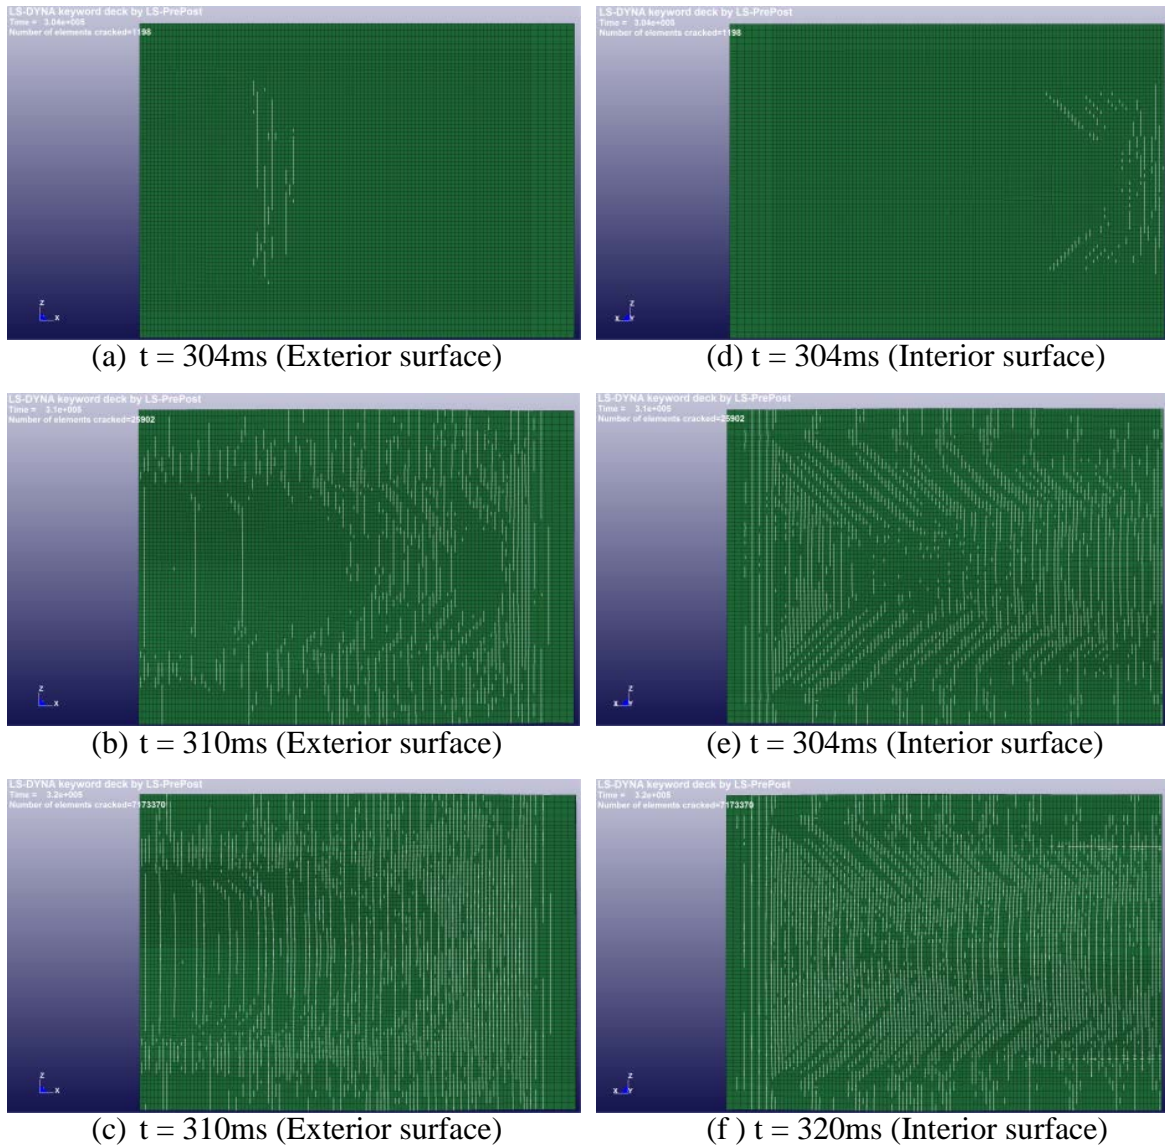 LS-DYNA keyword deck by LS-PrePost
Time = 3.04e+005
Number of elements cracked=1198
Z
X
(a) t = 304ms (Exterior surface)
LS-DYNA keyword deck by LS-PrePost
Time = 3.04e+005
Number of elements cracked=1198
Z
X Y
(d) t = 304ms (Interior surface)
LS-DYNA keyword deck by LS-PrePost
Time = 3.1e+005
Number of elements cracked=25902
Z
X
(b) t = 310ms (Exterior surface)
LS-DYNA keyword deck by LS-PrePost
Time = 3.1e+005
Number of elements cracked=25902
Z
X Y
(e) t = 304ms (Interior surface)
LS-DYNA keyword deck by LS-PrePost
Time = 3.2e+005
Number of elements cracked=7173370
Z
X
(c) t = 310ms (Exterior surface)
LS-DYNA keyword deck by LS-PrePost
Time = 3.2e+005
Number of elements cracked=7173370
Z
X Y
(f ) t = 320ms (Interior surface)